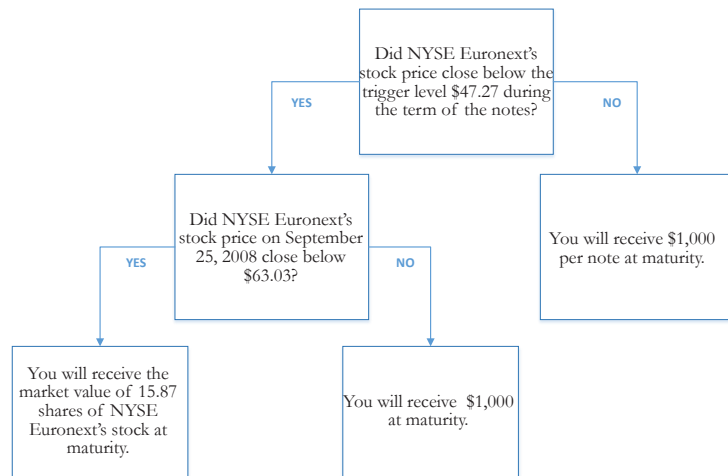 Did NYSE Euronext's
stock price close below the
trigger level $47.27 during
the term of the notes?
YES
NO
Did NYSE Euronext's
stock price on September
25, 2008 close below
$63.03?
You will receive $1,000
per note at maturity.
YES
NO
You will receive the
market value of 15.87
shares of NYSE
Euronext's stock at
maturity.
You will receive $1,000
at maturity.